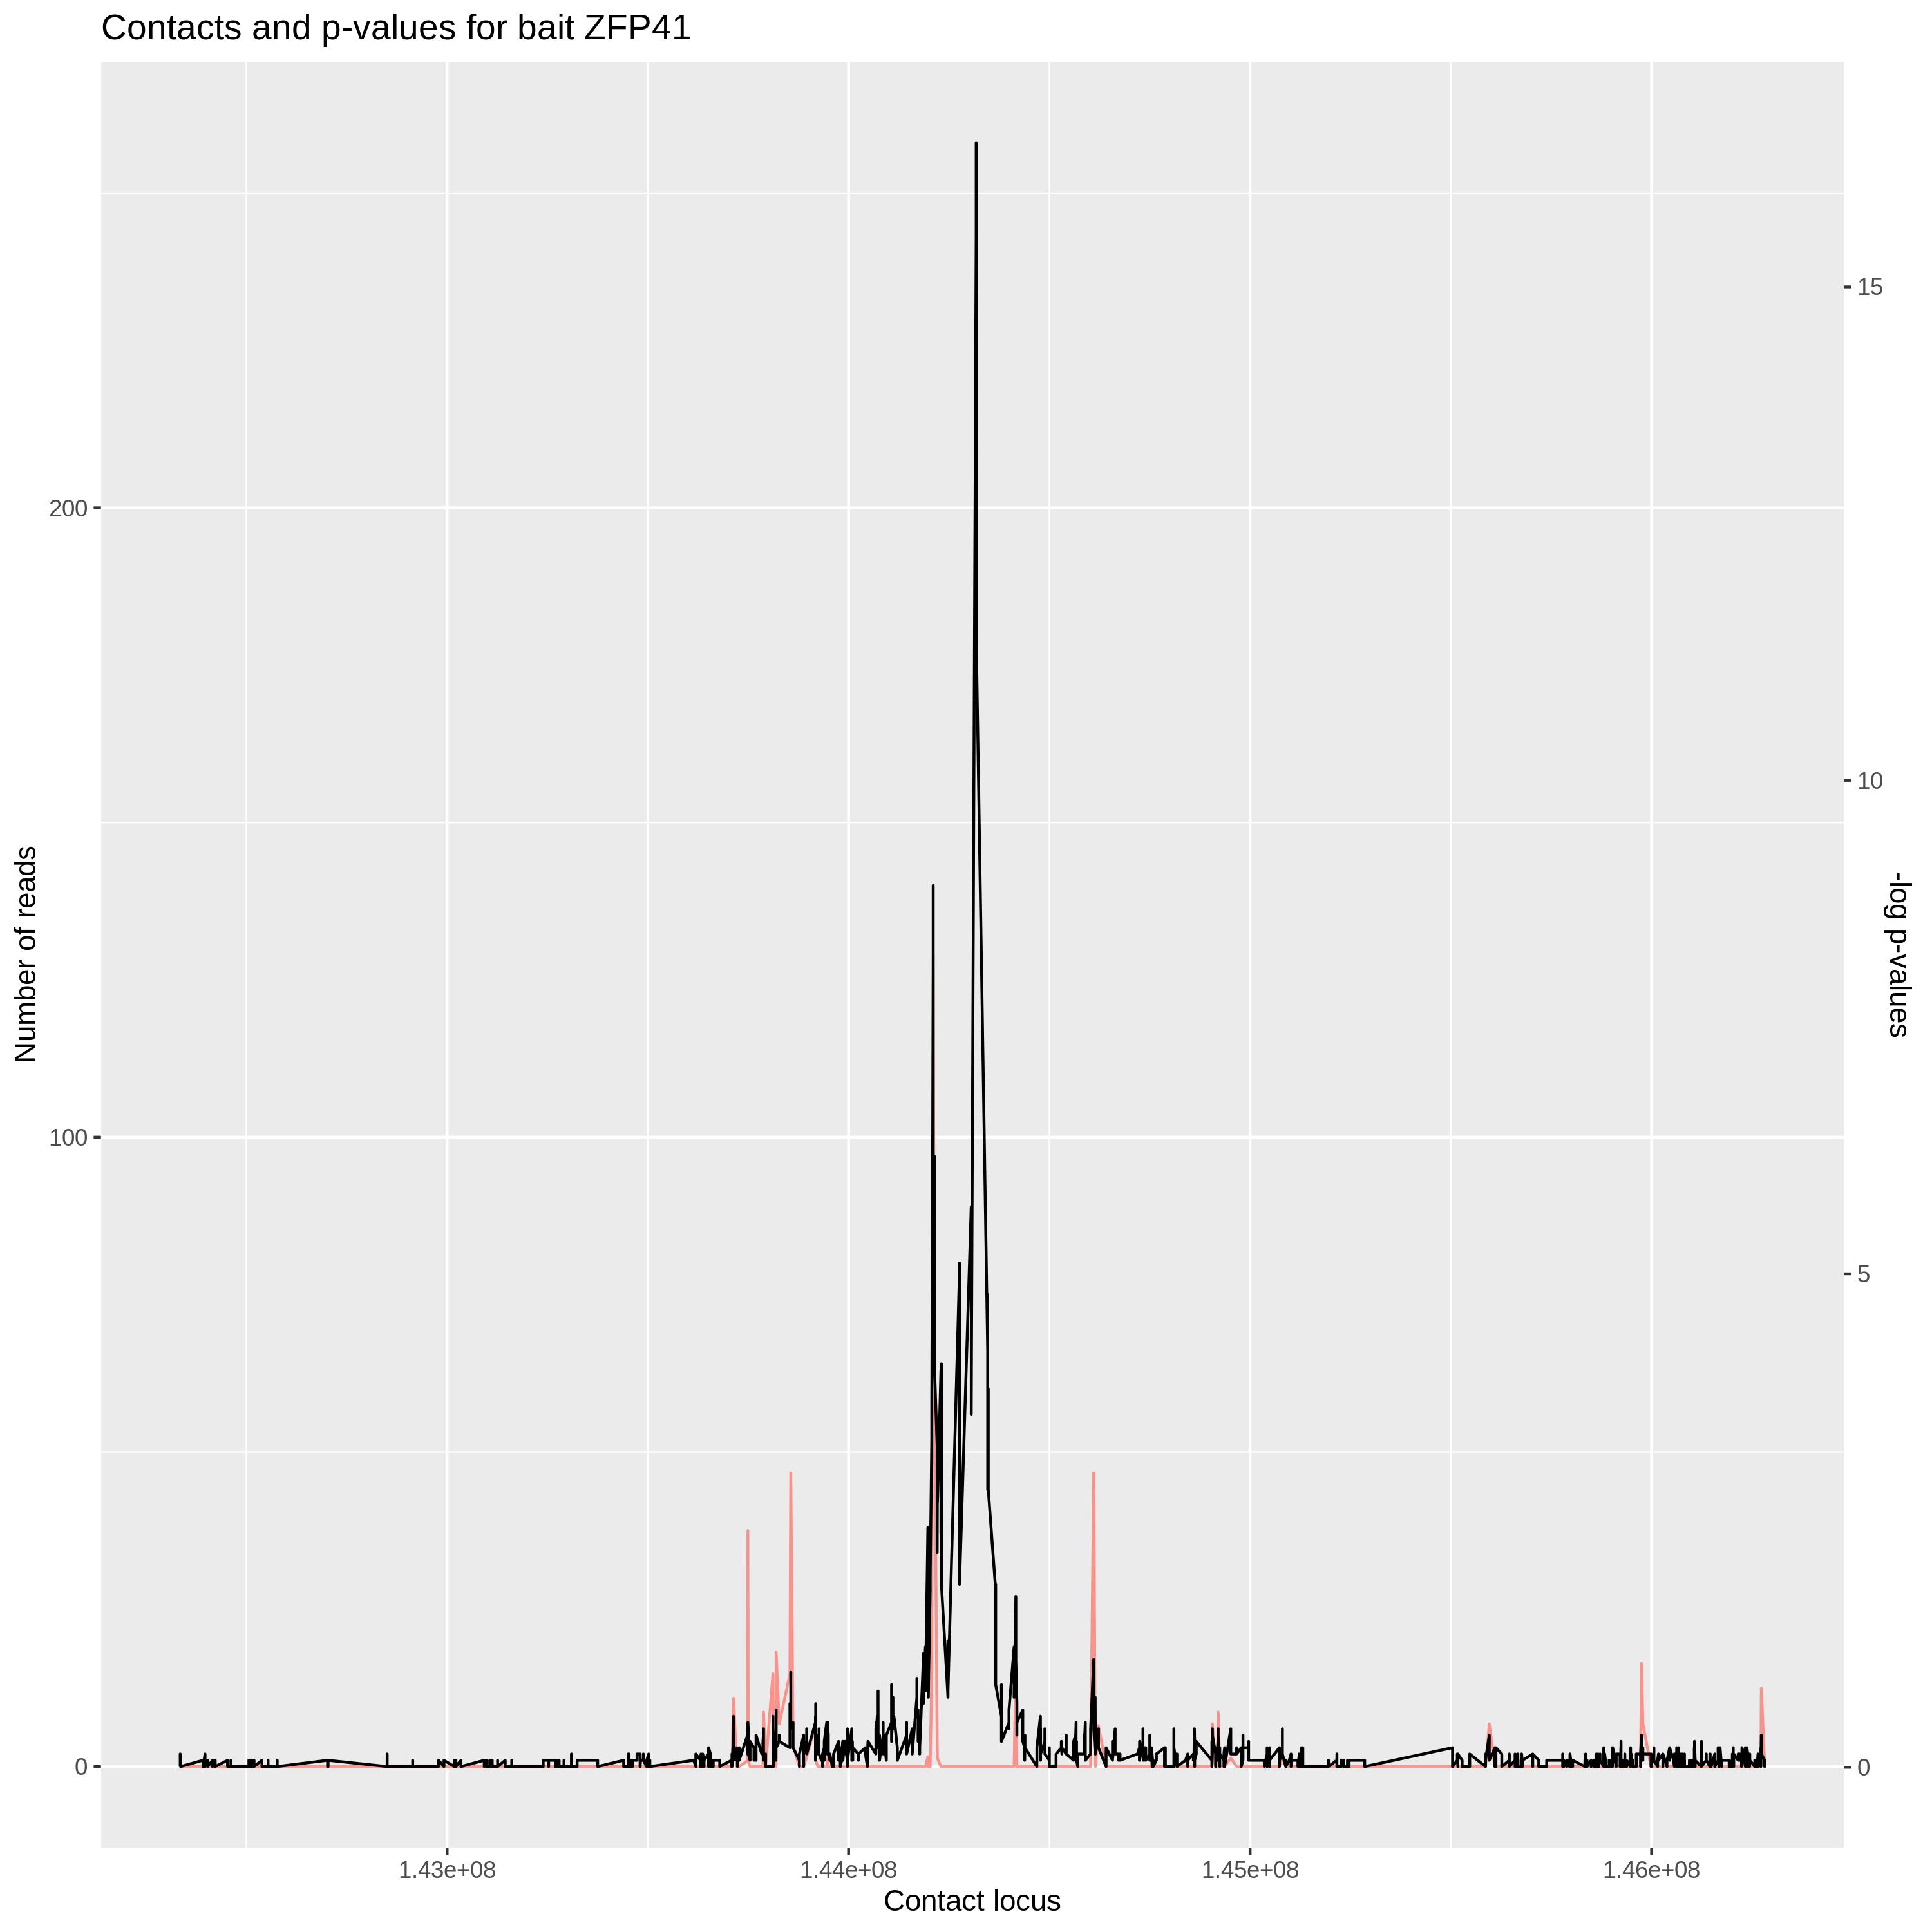 Contacts and p-values for bait ZFP41
Number of reads
200
100
0
15
10
5
0
-log p-values
1.43e+08
1.44e+08
1.45e+08
1.46e+08
Contact locus